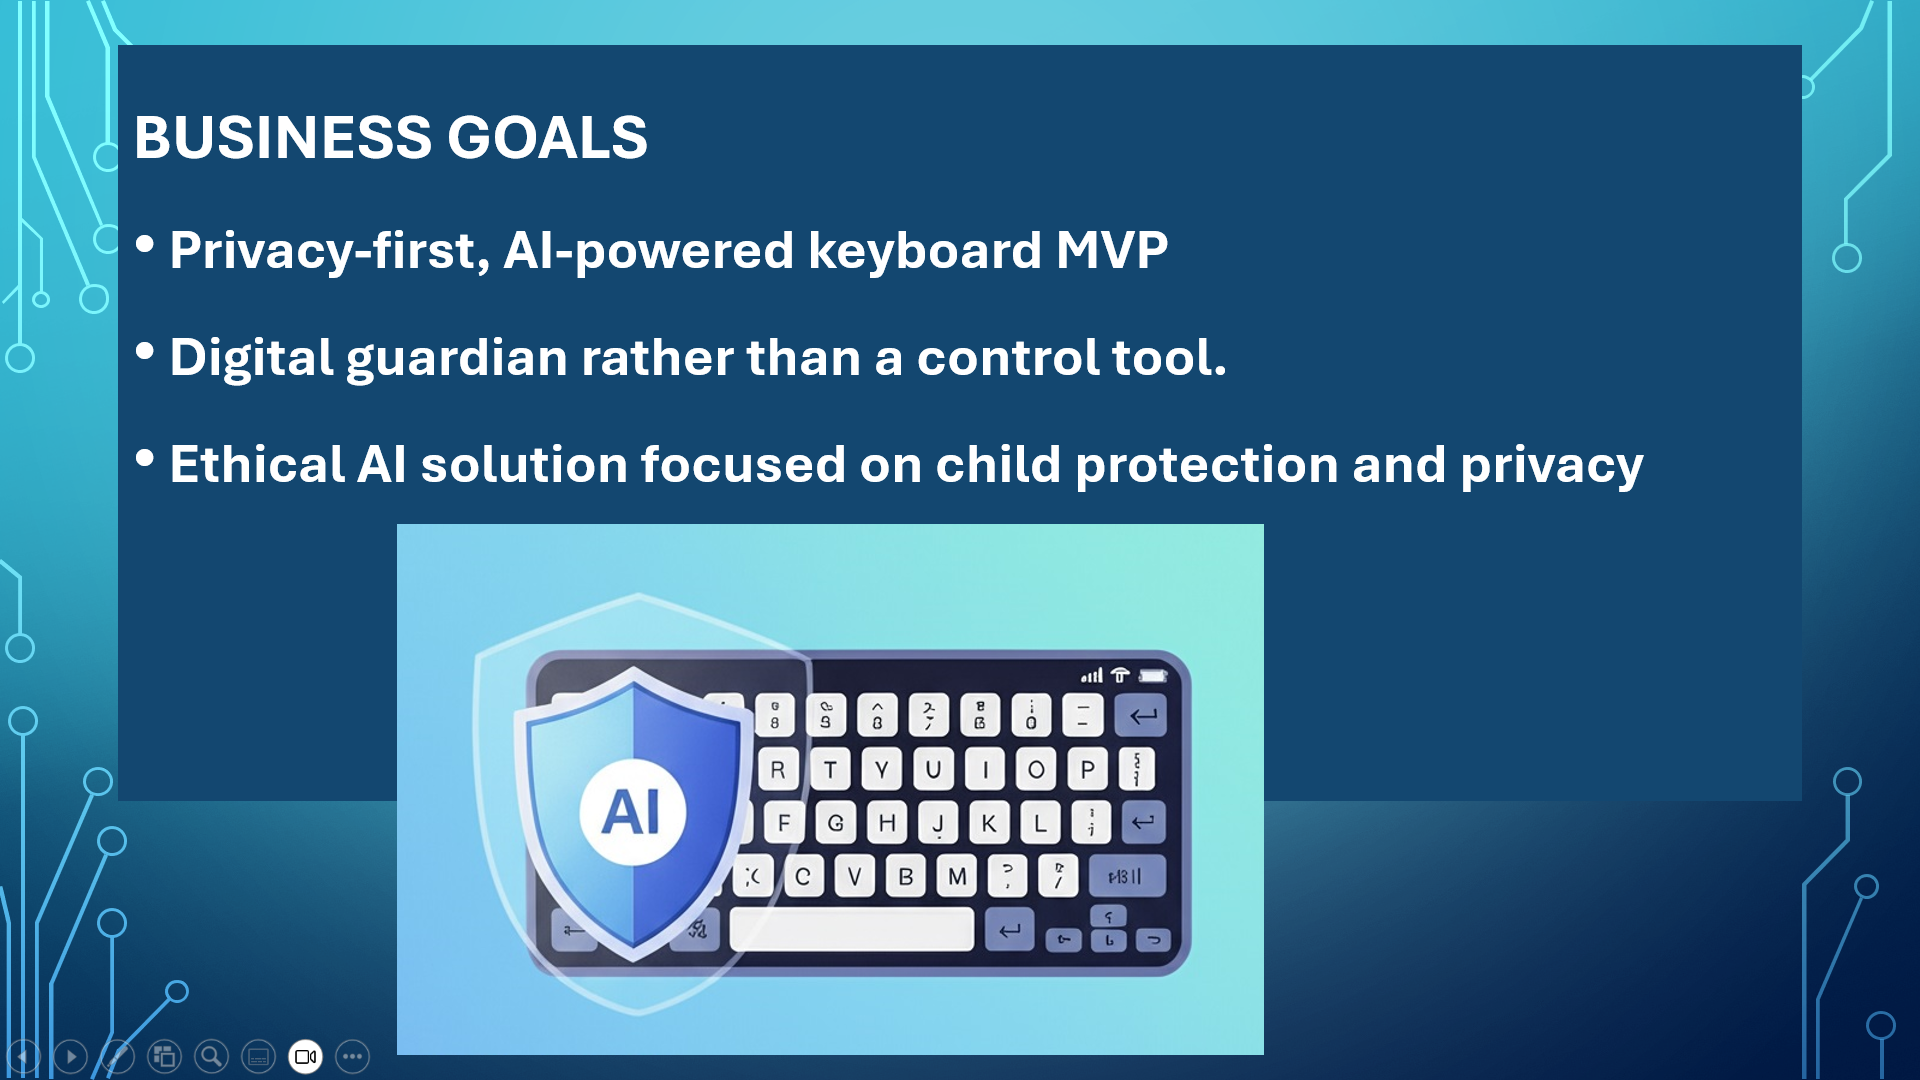 BUSINESS GOALS
• Privacy-first, AI-powered keyboard MVP
• Digital guardian rather than a control tool.
• Ethical AI solution focused on child protection and privacy
AI
R T Y U I O P
F G H J K L
C V B M